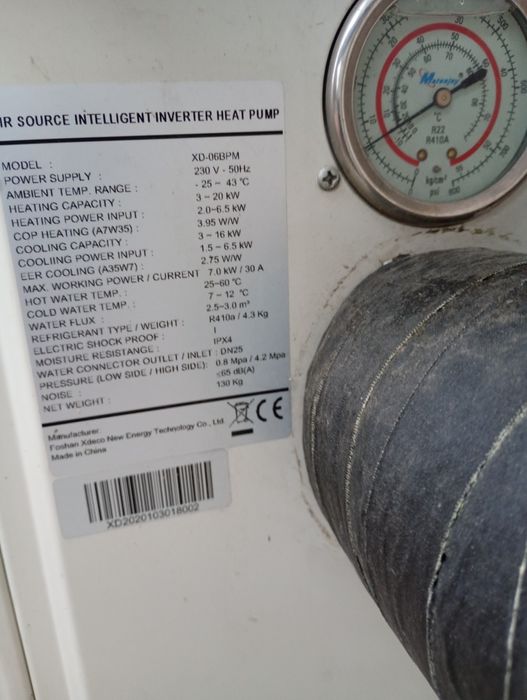 IR SOURCE INTELLIGENT INVERTER HEAT PUMP
MODEL : XD-06BPM
POWER SUPPLY : 230 V - 50Hz
AMBIENT TEMP. RANGE : - 25 ~ 43 °C
HEATING CAPACITY : 3 ~ 20 kW
HEATING POWER INPUT : 2.0~6.5 kW
COP HEATING (A7W35) : 3.95 W/W
COOLING CAPACITY : 3 ~ 16 kW
COOLIING POWER INPUT : 1.5 ~ 6.5 kW
EER COOLING (A35W7) : 2.75 W/W
MAX. WORKING POWER / CURRENT 7.0 kW / 30 A
HOT WATER TEMP. : 25~60 °C
COLD WATER TEMP. : 7 ~ 12 °C
WATER FLUX : 2.5~3.0 m³
REFRIGERANT TYPE / WEIGHT : R410a / 4.3 Kg
ELECTRIC SHOCK PROOF : I
MOISTURE RESISTANCE : IPX4
WATER CONNECTOR OUTLET / INLET : DN25
PRESSURE (LOW SIDE / HIGH SIDE): 0.8 Mpa / 4.2 Mpa
NOISE : ≤65 dB(A)
NET WEIGHT : 130 Kg
Manufacturer:
Foshan Xdeco New Energy Technology Co., Ltd.
Made in China
CE
XD2020103018002
°C
R22
R410A
kg/cm²
psi